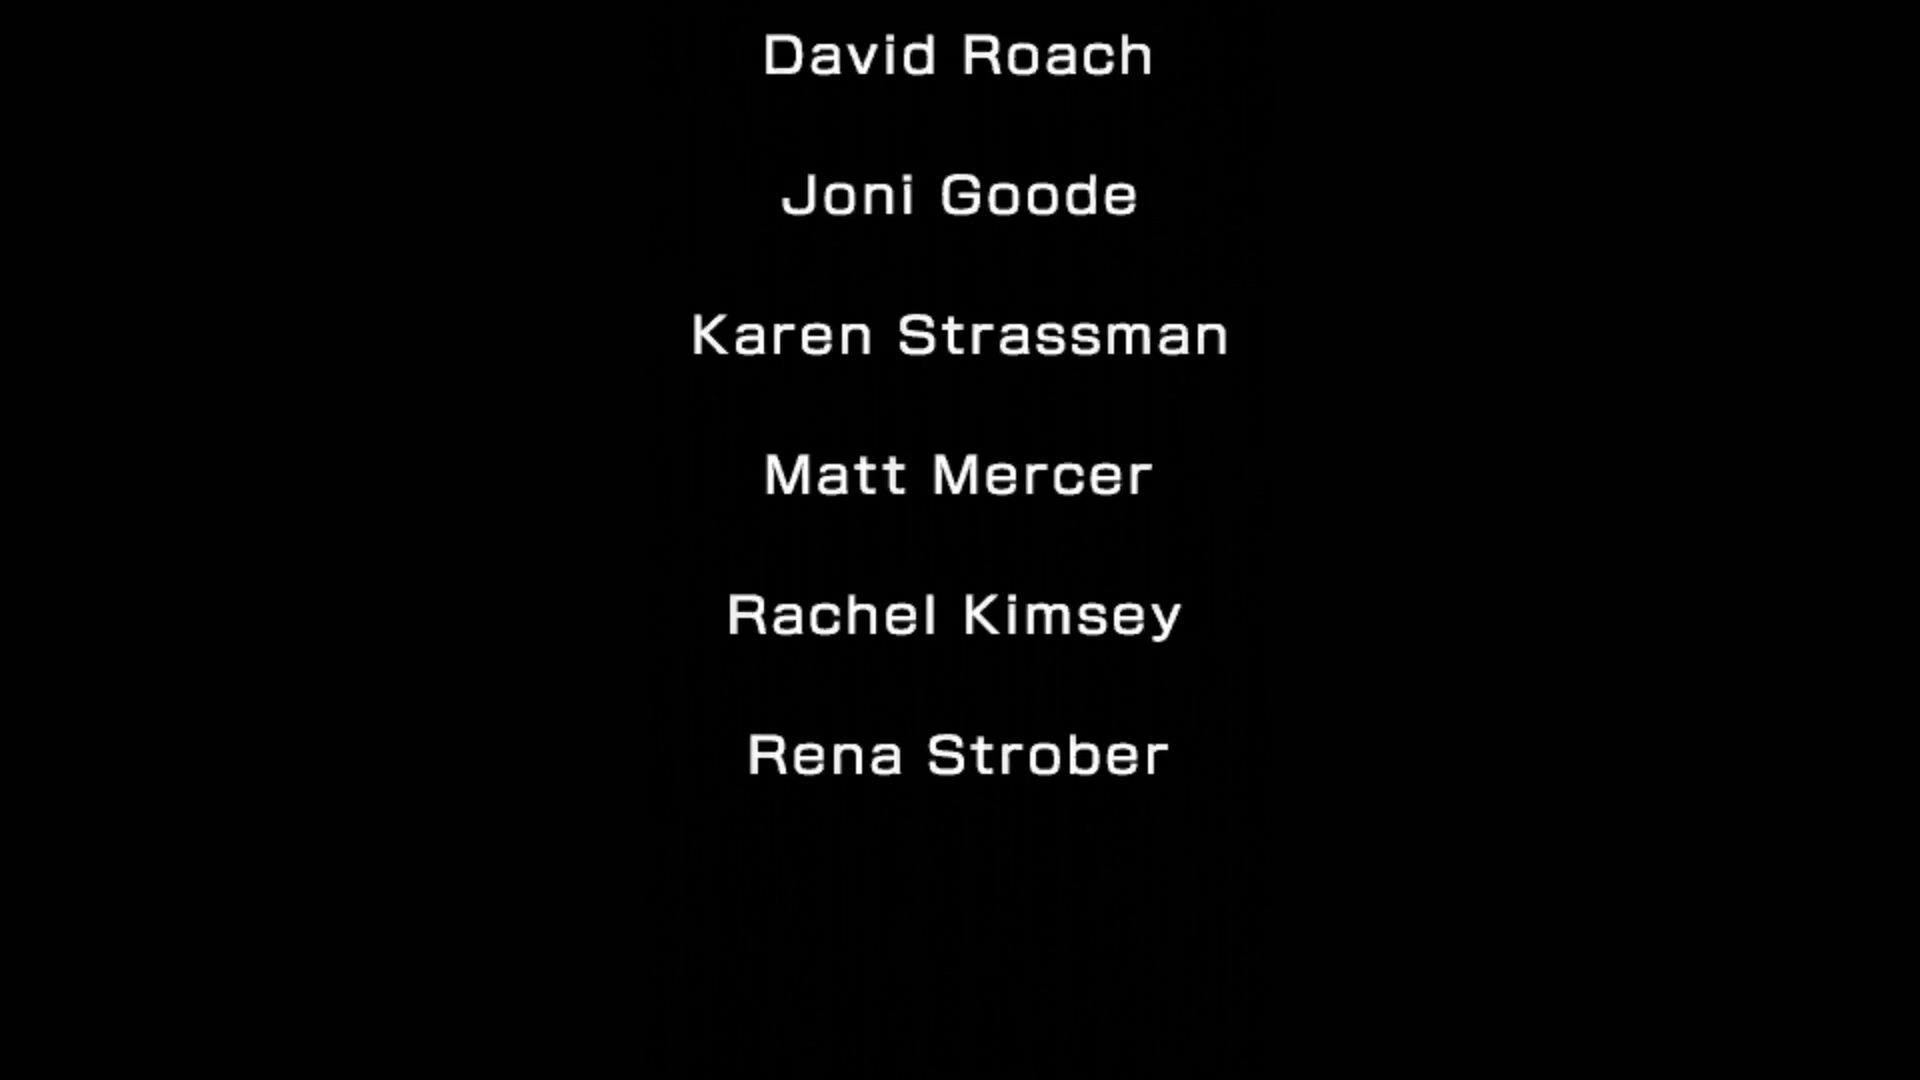 David Roach
Joni Goode
Karen Strassman
Matt Mercer
Rachel Kimsey
Rena Strober